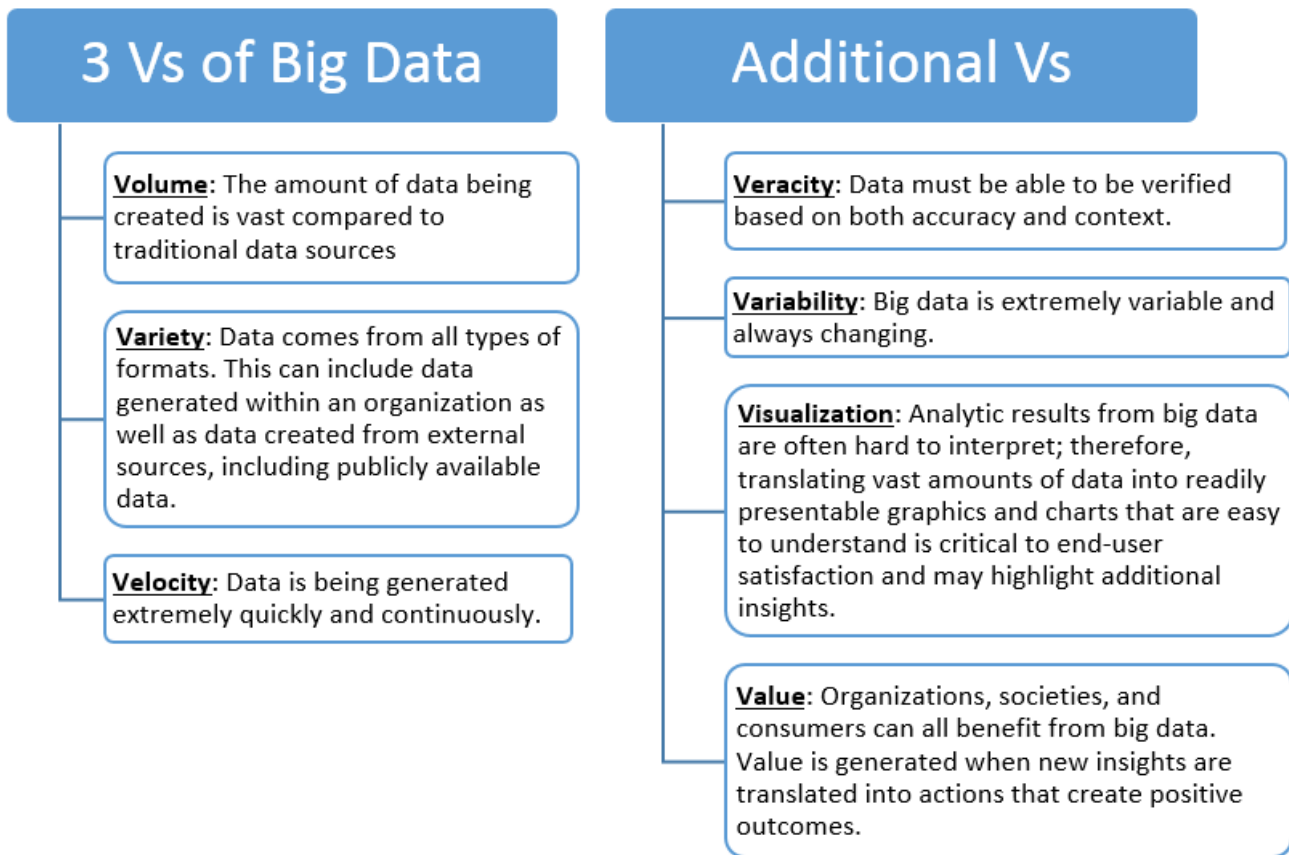 3 Vs of Big Data
Volume: The amount of data being
created is vast compared to
traditional data sources
Variety: Data comes from all types of
formats. This can include data
generated within an organization as
well as data created from external
sources, including publicly available
data.
Velocity: Data is being generated
extremely quickly and continuously.
Additional Vs
Veracity: Data must be able to be verified
based on both accuracy and context.
Variability: Big data is extremely variable and
always changing.
Visualization: Analytic results from big data
are often hard to interpret; therefore,
translating vast amounts of data into readily
presentable graphics and charts that are easy
to understand is critical to end-user
satisfaction and may highlight additional
insights.
Value: Organizations, societies, and
consumers can all benefit from big data.
Value is generated when new insights are
translated into actions that create positive
outcomes.